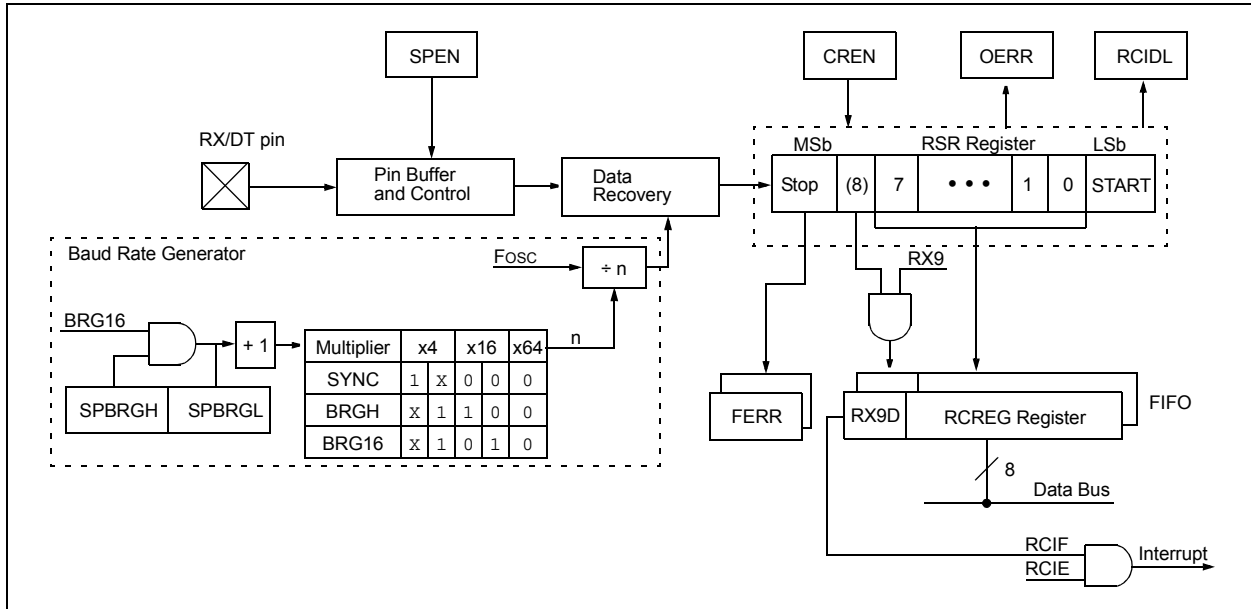 SPEN
CREN
OERR
RCIDL
RX/DT pin
Pin Buffer
and Control
Data
Recovery
MSb
RSR Register
LSb
Stop (8) 7 • • • 1 0 START
Baud Rate Generator
FOSC
÷ n
RX9
BRG16
+ 1
n
SPBRGH SPBRGL
Multiplier x4 x16 x64
SYNC 1 X 0 0 0
BRGH X 1 1 0 0
BRG16 X 1 0 1 0
FERR
RX9D RCREG Register
FIFO
8
Data Bus
RCIF
RCIE
Interrupt